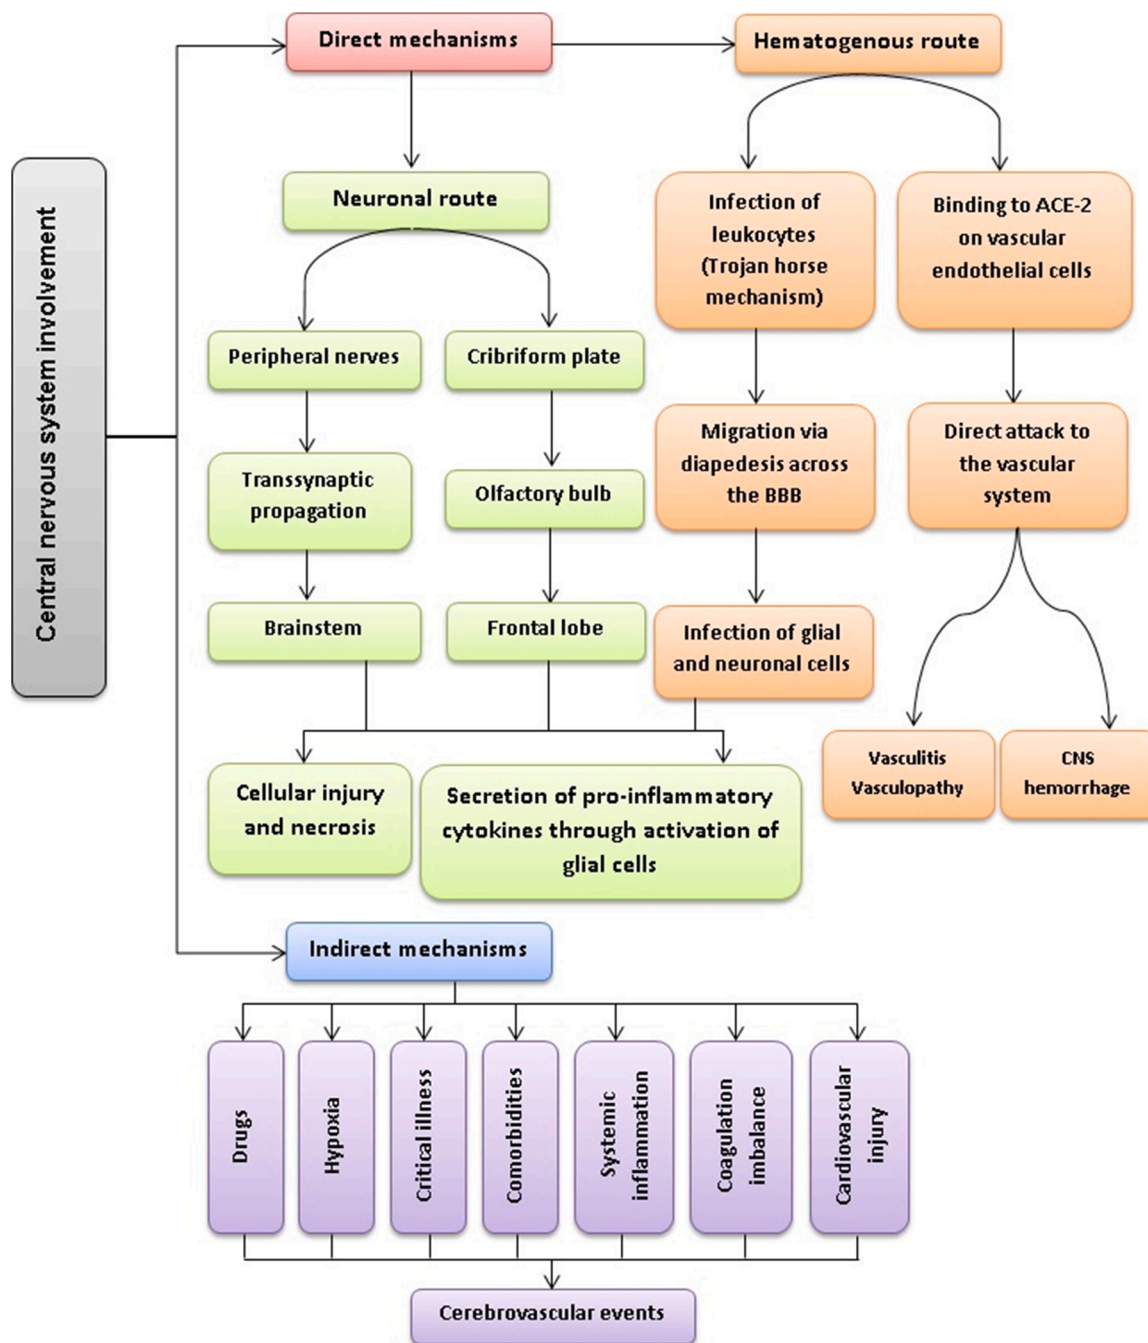 Central nervous system involvement
Direct mechanisms
Hematogenous route
Neuronal route
Infection of
leukocytes
(Trojan horse
mechanism)
Binding to ACE-2
on vascular
endothelial cells
Peripheral nerves
Cribriform plate
Migration via
diapedesis across
the BBB
Direct attack to
the vascular
system
Transsynaptic
propagation
Olfactory bulb
Brainstem
Frontal lobe
Infection of glial
and neuronal cells
Vasculitis
Vasculopathy
CNS
hemorrhage
Cellular injury
and necrosis
Secretion of pro-inflammatory
cytokines through activation of
glial cells
Indirect mechanisms
Drugs
Hypoxia
Critical illness
Comorbidities
Systemic
inflammation
Coagulation
imbalance
Cardiovascular
injury
Cerebrovascular events